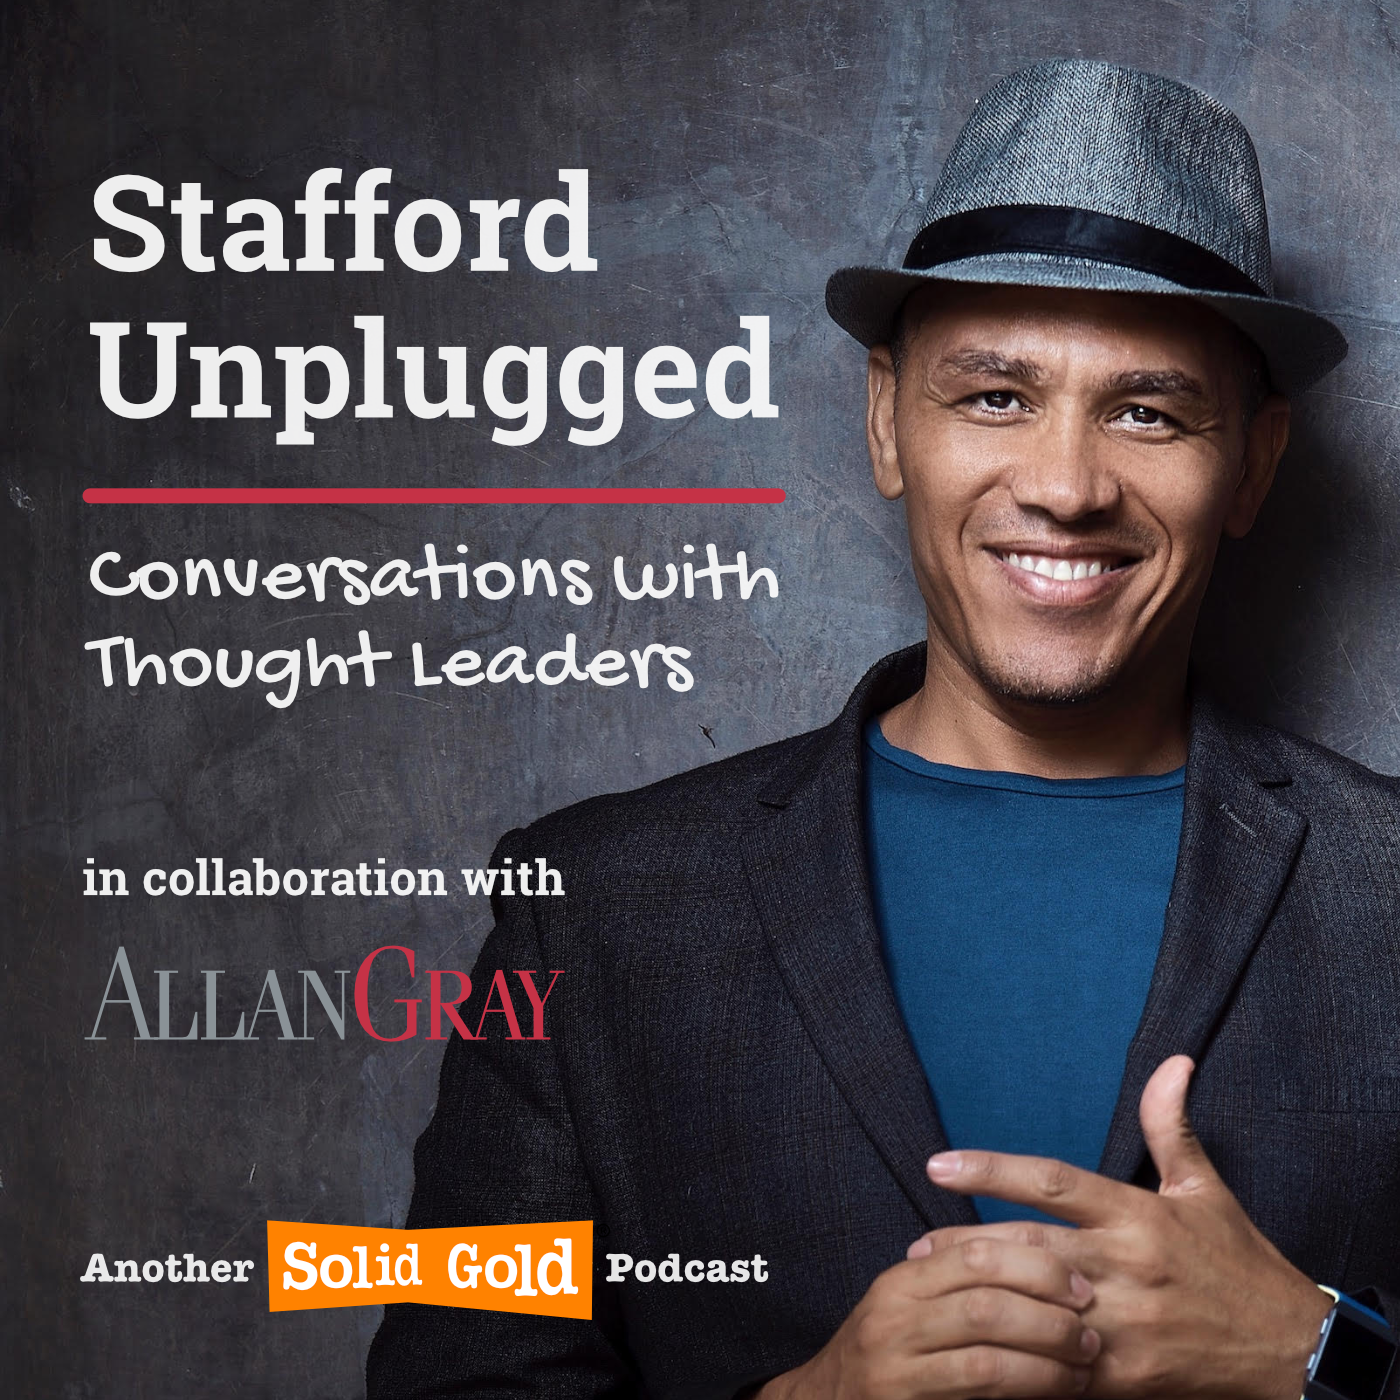 Stafford
Unplugged
Conversations with
Thought Leaders
in collaboration with
ALLANGRAY
Another Solid Gold Podcast